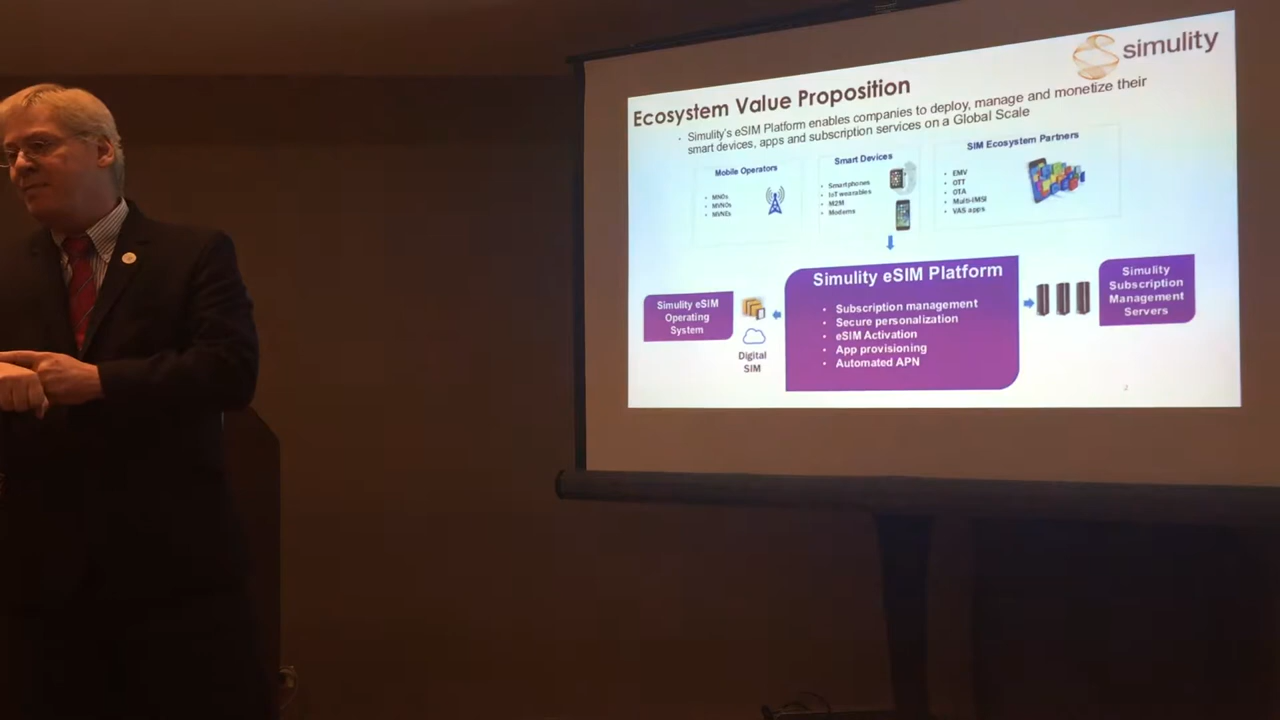 simulity
Ecosystem Value Proposition
• Simulity's eSIM Platform enables companies to deploy, manage and monetize their
smart devices, apps and subscription services on a Global Scale
Mobile Operators
• MNOs
• MVNOs
• MVNEs
Smart Devices
• Smartphones
• IoT wearables
• M2M
• Modems
SIM Ecosystem Partners
• EMV
• OTT
• OTA
• Multi-IMSI
• VAS apps
Simulity eSIM
Operating
System
Digital
SIM
Simulity eSIM Platform
• Subscription management
• Secure personalization
• eSIM Activation
• App provisioning
• Automated APN
Simulity
Subscription
Management
Servers
2